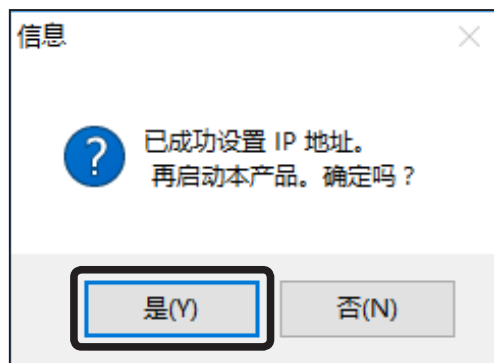 信息
已成功设置 IP 地址。
再启动本产品。确定吗？
是(Y)
否(N)